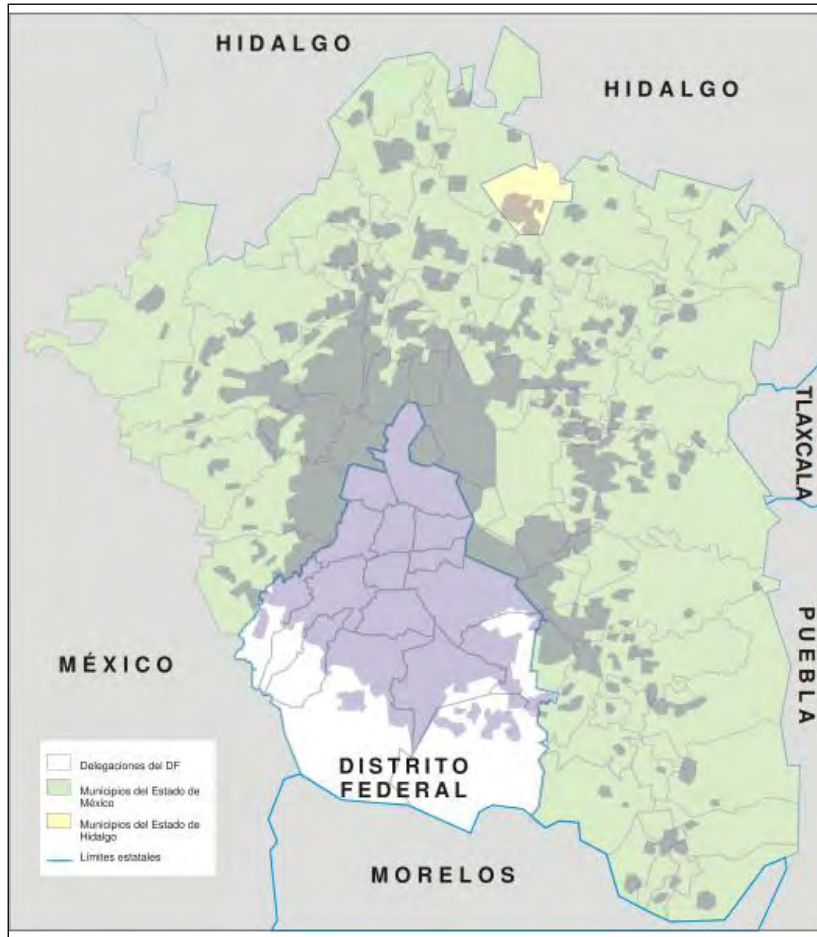 HIDALGO
HIDALGO
TLAXCALA
PUEBLA
MÉXICO
DISTRITO
FEDERAL
MORELOS
Delegaciones del DF
Municipios del Estado de
México
Municipios del Estado de
Hidalgo
Límites estatales